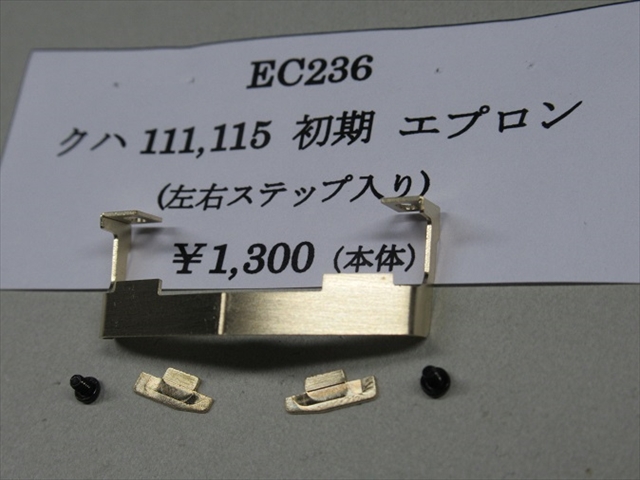 EC236
クハ 111,115 初期 エプロン
(左右ステップ入り)
¥1,300 (本体)